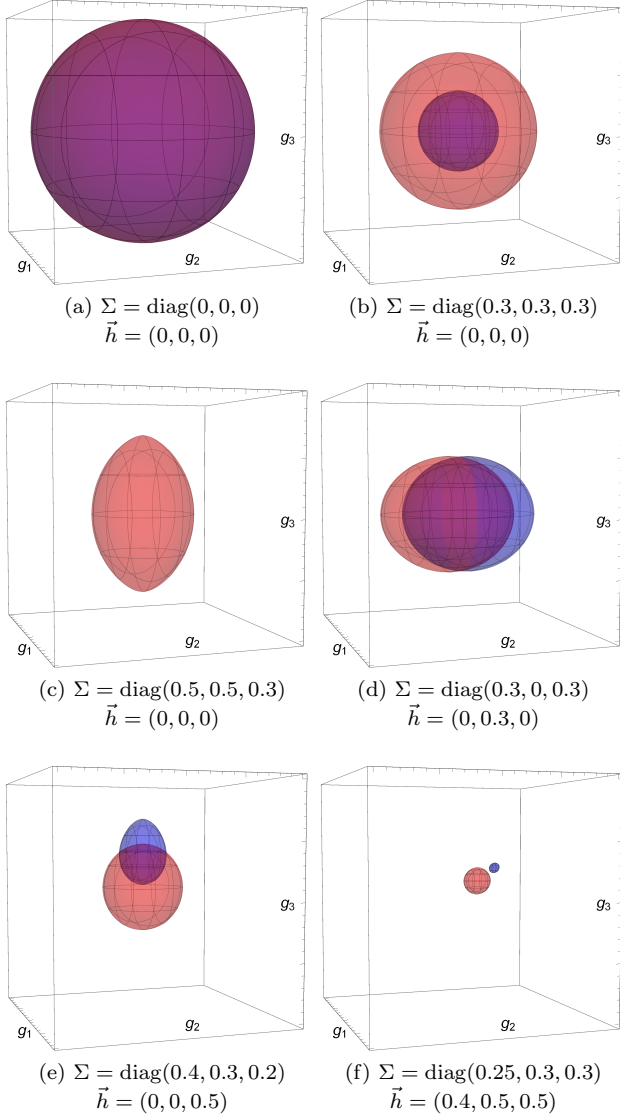 g₃
g₁
g₂
g₃
g₁
g₂
(a) Σ = diag(0, 0, 0)
h⃗ = (0, 0, 0)
(b) Σ = diag(0.3, 0.3, 0.3)
h⃗ = (0, 0, 0)
g₃
g₁
g₂
g₃
g₁
g₂
(c) Σ = diag(0.5, 0.5, 0.3)
h⃗ = (0, 0, 0)
(d) Σ = diag(0.3, 0, 0.3)
h⃗ = (0, 0.3, 0)
g₃
g₁
g₂
g₃
g₁
g₂
(e) Σ = diag(0.4, 0.3, 0.2)
h⃗ = (0, 0, 0.5)
(f) Σ = diag(0.25, 0.3, 0.3)
h⃗ = (0.4, 0.5, 0.5)